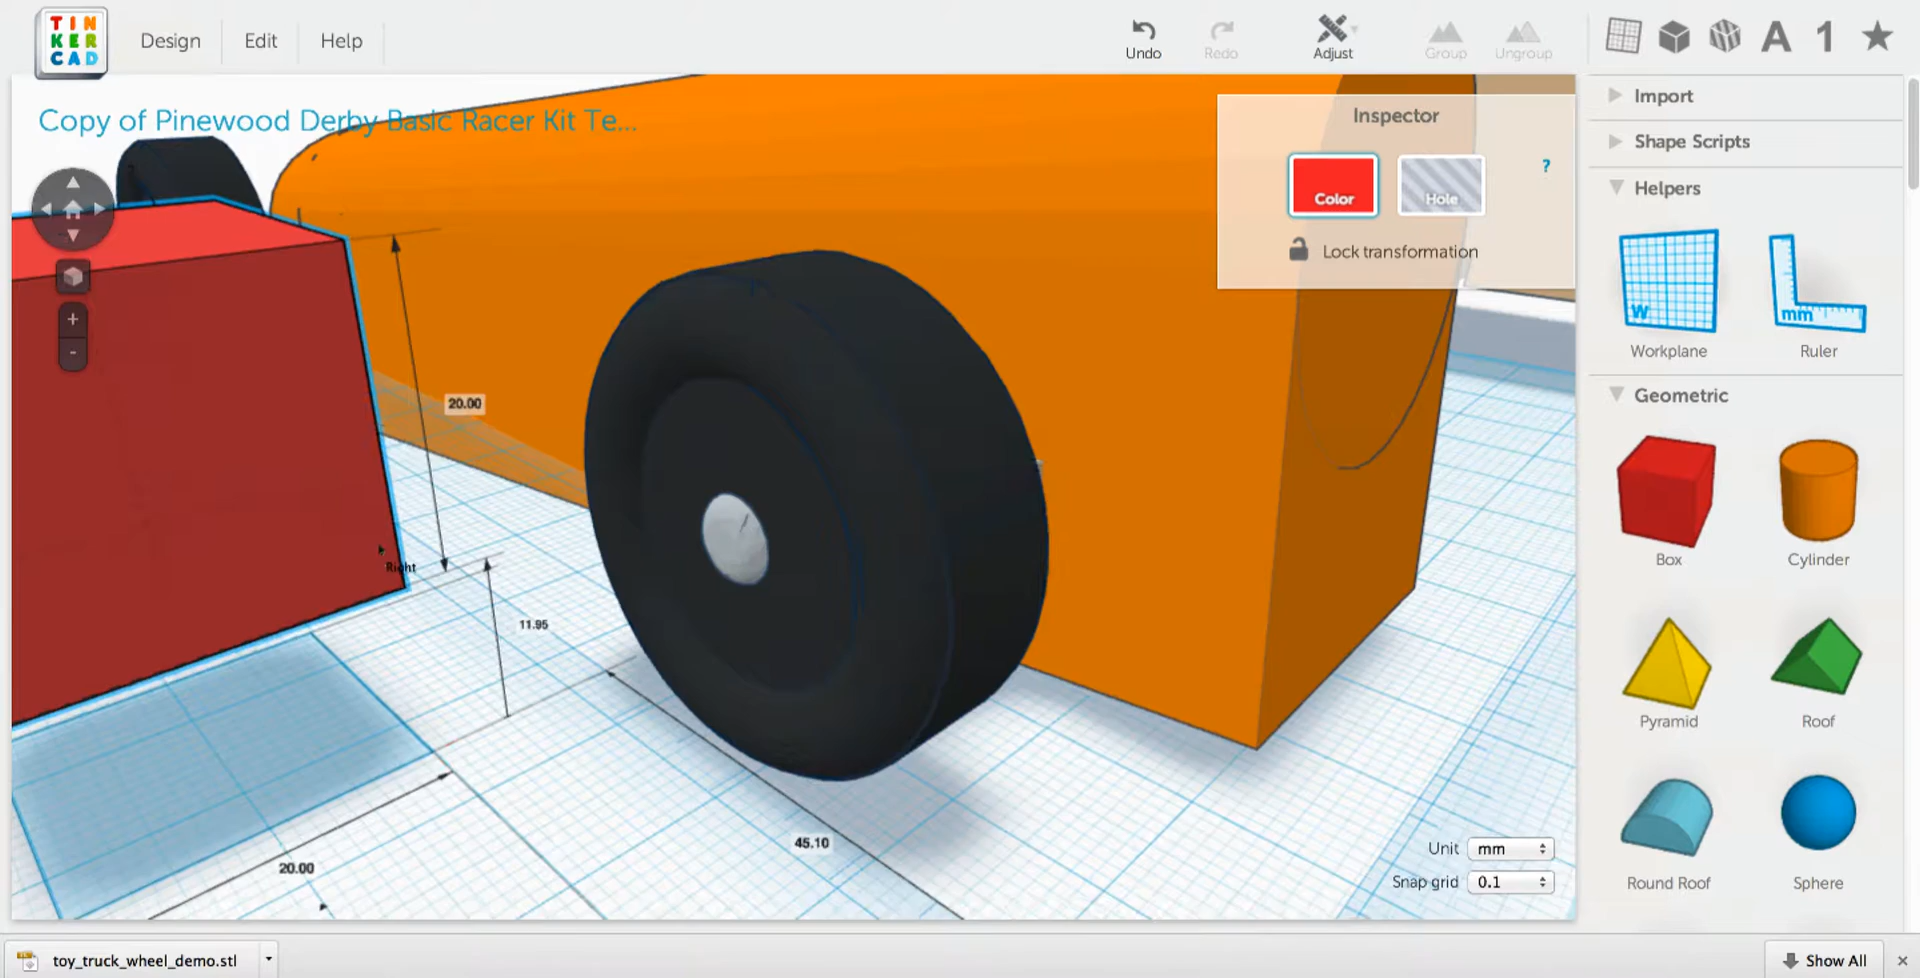 TIN
KER
CAD
Design
Edit
Help
Undo
Redo
Adjust
Group
Ungroup
A
1
Copy of Pinewood Derby Basic Racer Kit Te...
Inspector
Color
Hole
?
Lock transformation
+
-
20.00
Right
11.95
45.10
20.00
Unit
mm
Snap grid
0.1
Import
Shape Scripts
Helpers
W
mm
Workplane
Ruler
Geometric
Box
Cylinder
Pyramid
Roof
Round Roof
Sphere
toy_truck_wheel_demo.stl
Show All